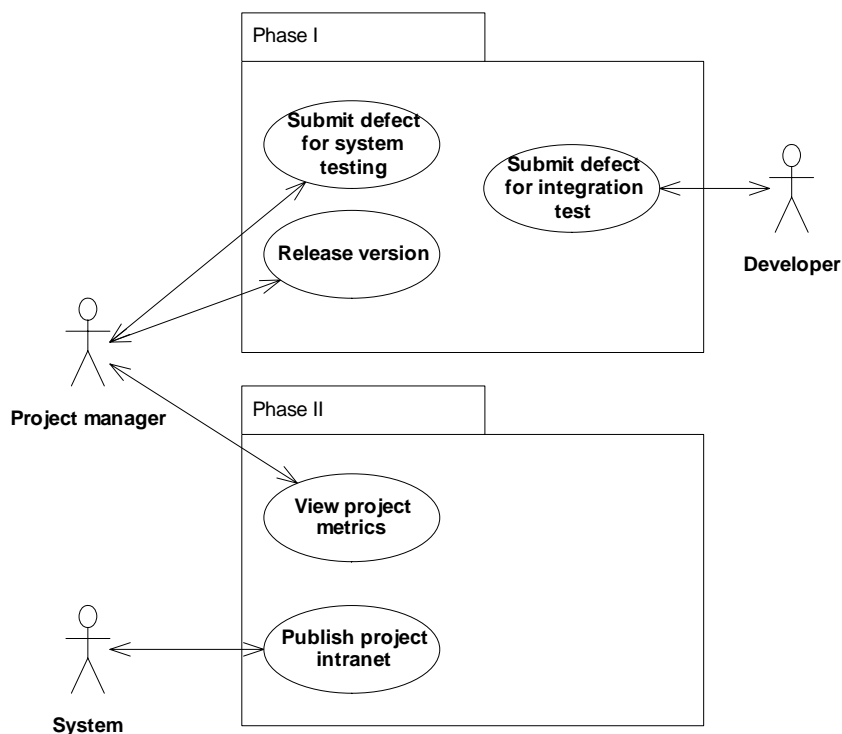 Phase I
Submit defect
for system
testing
Submit defect
for integration
test
Release version
Developer
Project manager
Phase II
View project
metrics
Publish project
intranet
System